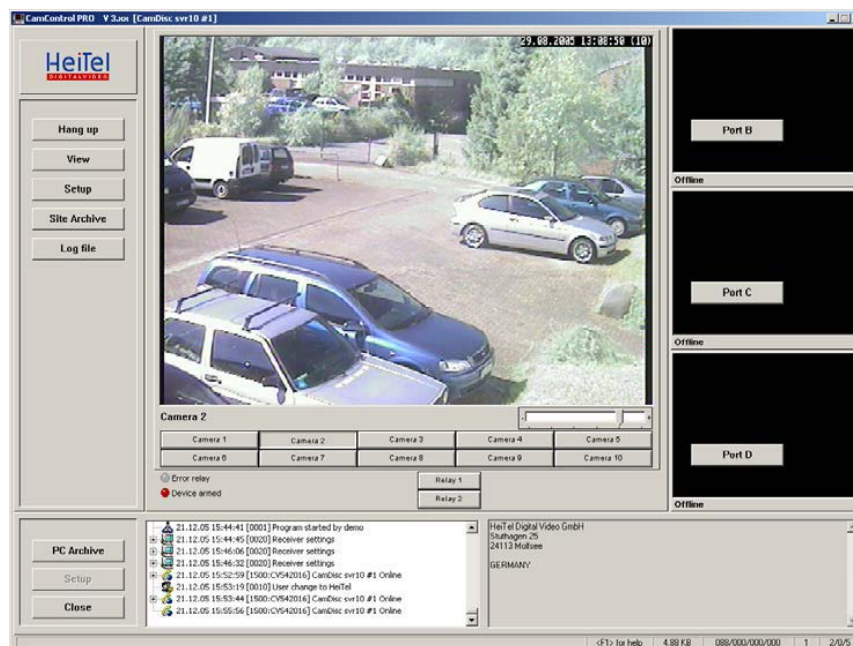 CamControl PRO V 3.xx [CamDisc svr10 #1]
HeiTel
DIGITALVIDEO
Hang up
View
Setup
Site Archive
Log file
29.08.2005 13:08:50 (10)
Port B
Offline
Port C
Offline
Port D
Offline
Camera 2
Camera 1
Camera 2
Camera 3
Camera 4
Camera 5
Camera 6
Camera 7
Camera 8
Camera 9
Camera 10
Error relay
Device armed
Relay 1
Relay 2
PC Archive
Setup
Close
21.12.05 15:44:41 [0001] Program started by demo
21.12.05 15:44:45 [0020] Receiver settings
21.12.05 15:46:06 [0020] Receiver settings
21.12.05 15:46:32 [0020] Receiver settings
21.12.05 15:52:59 [1500:CV542016] CamDisc svr10 #1 Online
21.12.05 15:53:19 [0010] User change to HeiTel
21.12.05 15:53:44 [1500:CV542016] CamDisc svr10 #1 Online
21.12.05 15:55:56 [1500:CV542016] CamDisc svr10 #1 Online
HeiTel Digital Video GmbH
Stuthagen 25
24113 Molfsee
GERMANY
<F1> for help 4.88 KB 088/000/000/000 1 2/0/5